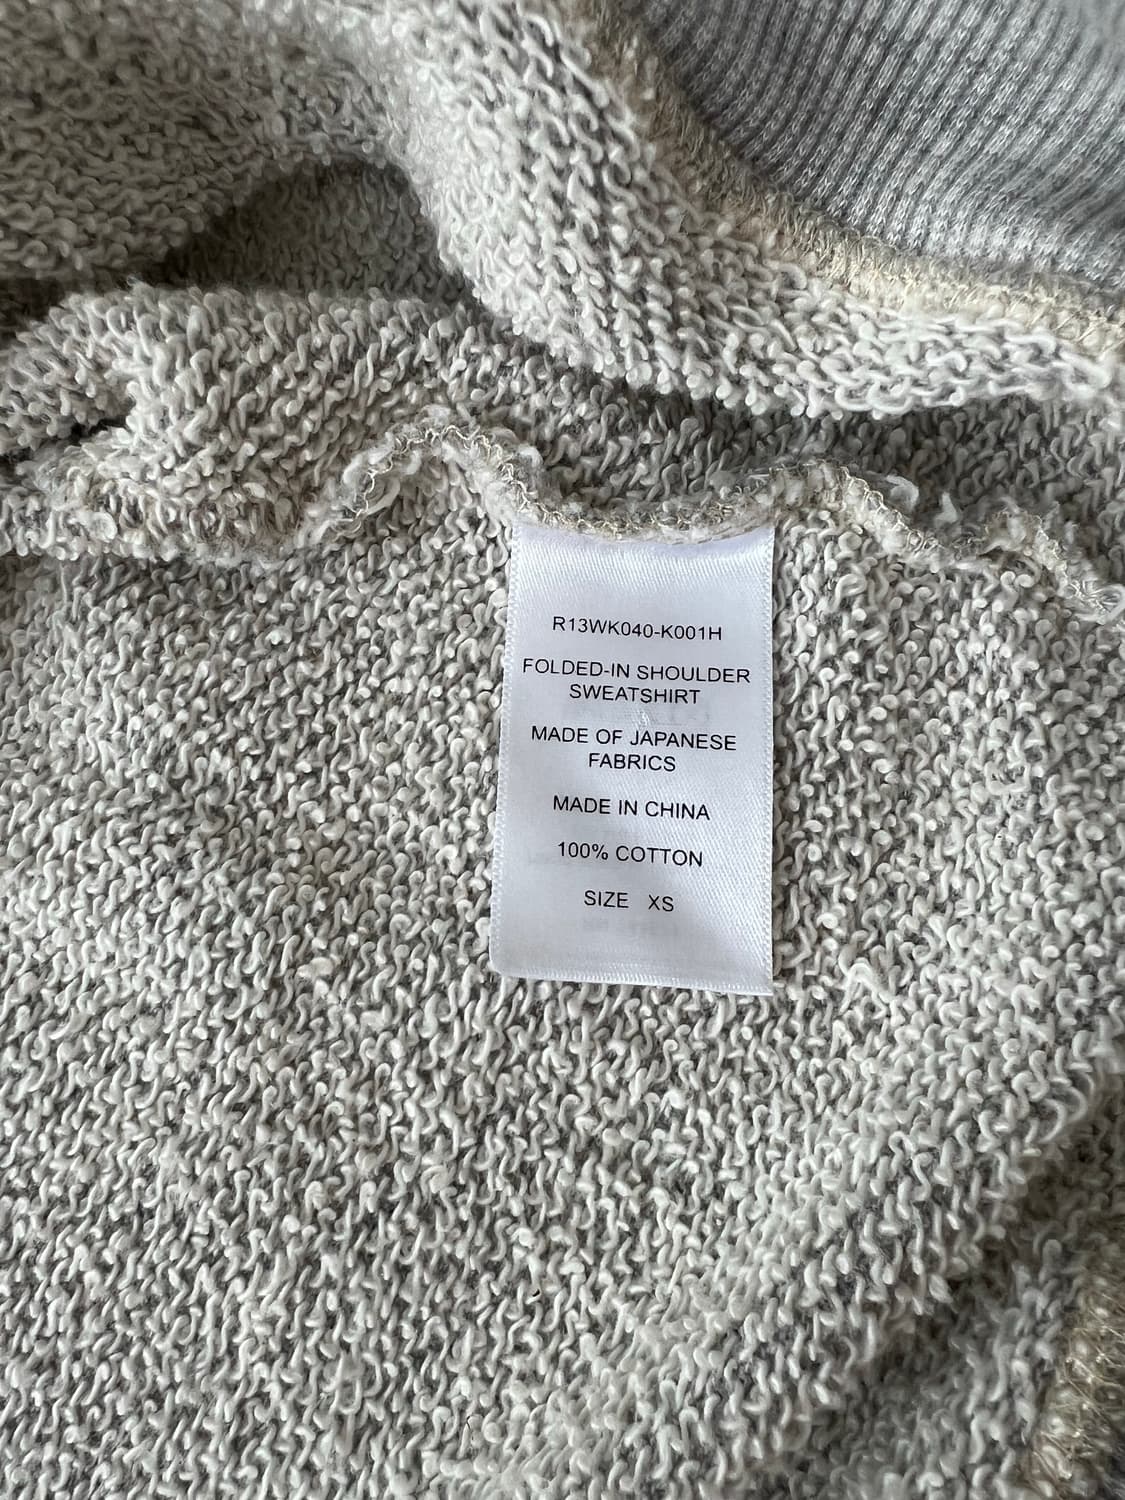 R13WK040-K001H
FOLDED-IN SHOULDER
SWEATSHIRT
MADE OF JAPANESE
FABRICS
MADE IN CHINA
100% COTTON
SIZE XS